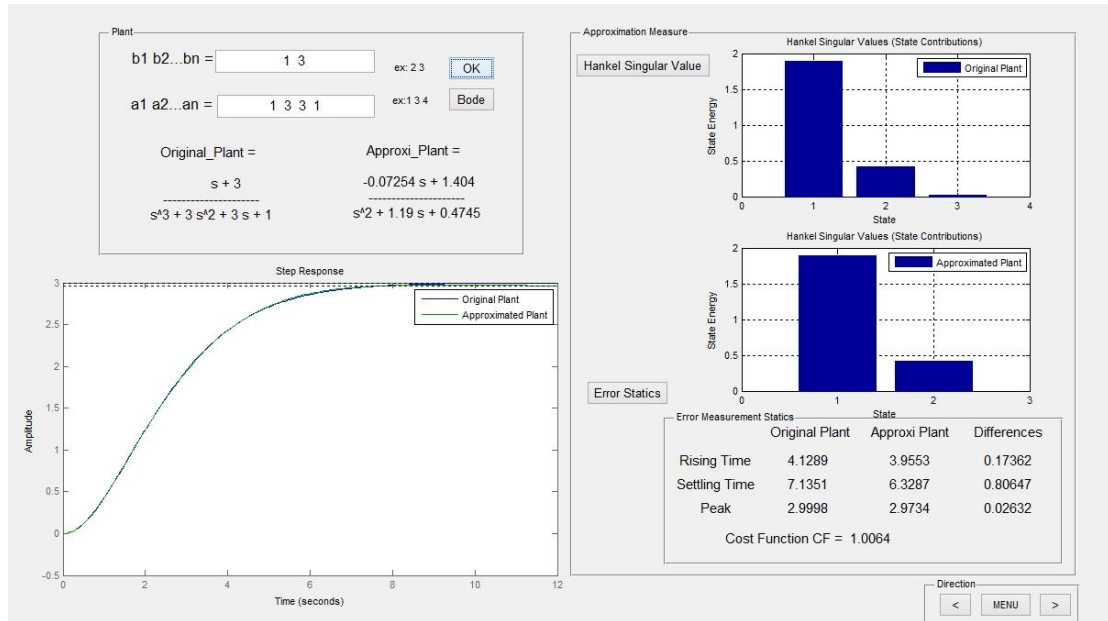 Plant
b1 b2...bn = 1 3 ex: 2 3 OK
a1 a2...an = 1 3 3 1 ex:1 3 4 Bode
Original_Plant =
s + 3
---------------------
s^3 + 3 s^2 + 3 s + 1
Approxi_Plant =
-0.07254 s + 1.404
---------------------
s^2 + 1.19 s + 0.4745
Step Response
Original Plant
Approximated Plant
3
2.5
2
1.5
1
0.5
0
-0.5
Amplitude
0 2 4 6 8 10 12
Time (seconds)
Approximation Measure
Hankel Singular Value
Hankel Singular Values (State Contributions)
Original Plant
2
1.5
1
0.5
0
State Energy
0 1 2 3 4
State
Hankel Singular Values (State Contributions)
Approximated Plant
2
1.5
1
0.5
0
State Energy
0 1 2 3
State
Error Statics
Error Measurement Statics
Original Plant Approxi Plant Differences
Rising Time 4.1289 3.9553 0.17362
Settling Time 7.1351 6.3287 0.80647
Peak 2.9998 2.9734 0.02632
Cost Function CF = 1.0064
Direction
< MENU >